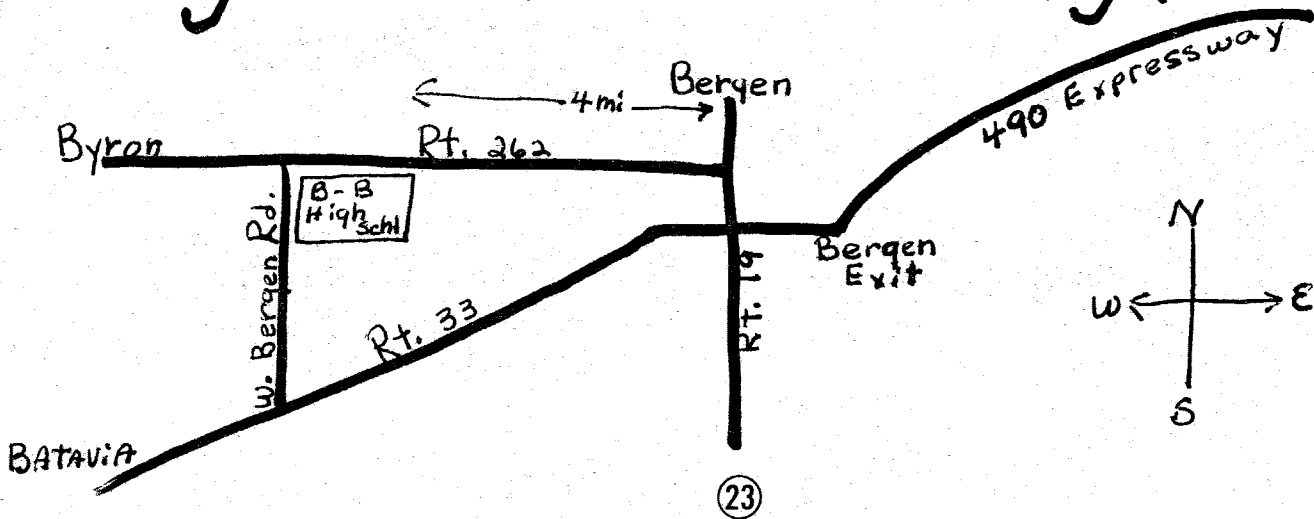 Bergen
490 Expressway
4mi
Byron
Rt. 262
B-B
High
Schl
W. Bergen Rd.
Bergen
Exit
Rt. 19
Rt. 33
BATAViA
N
W
E
S
23